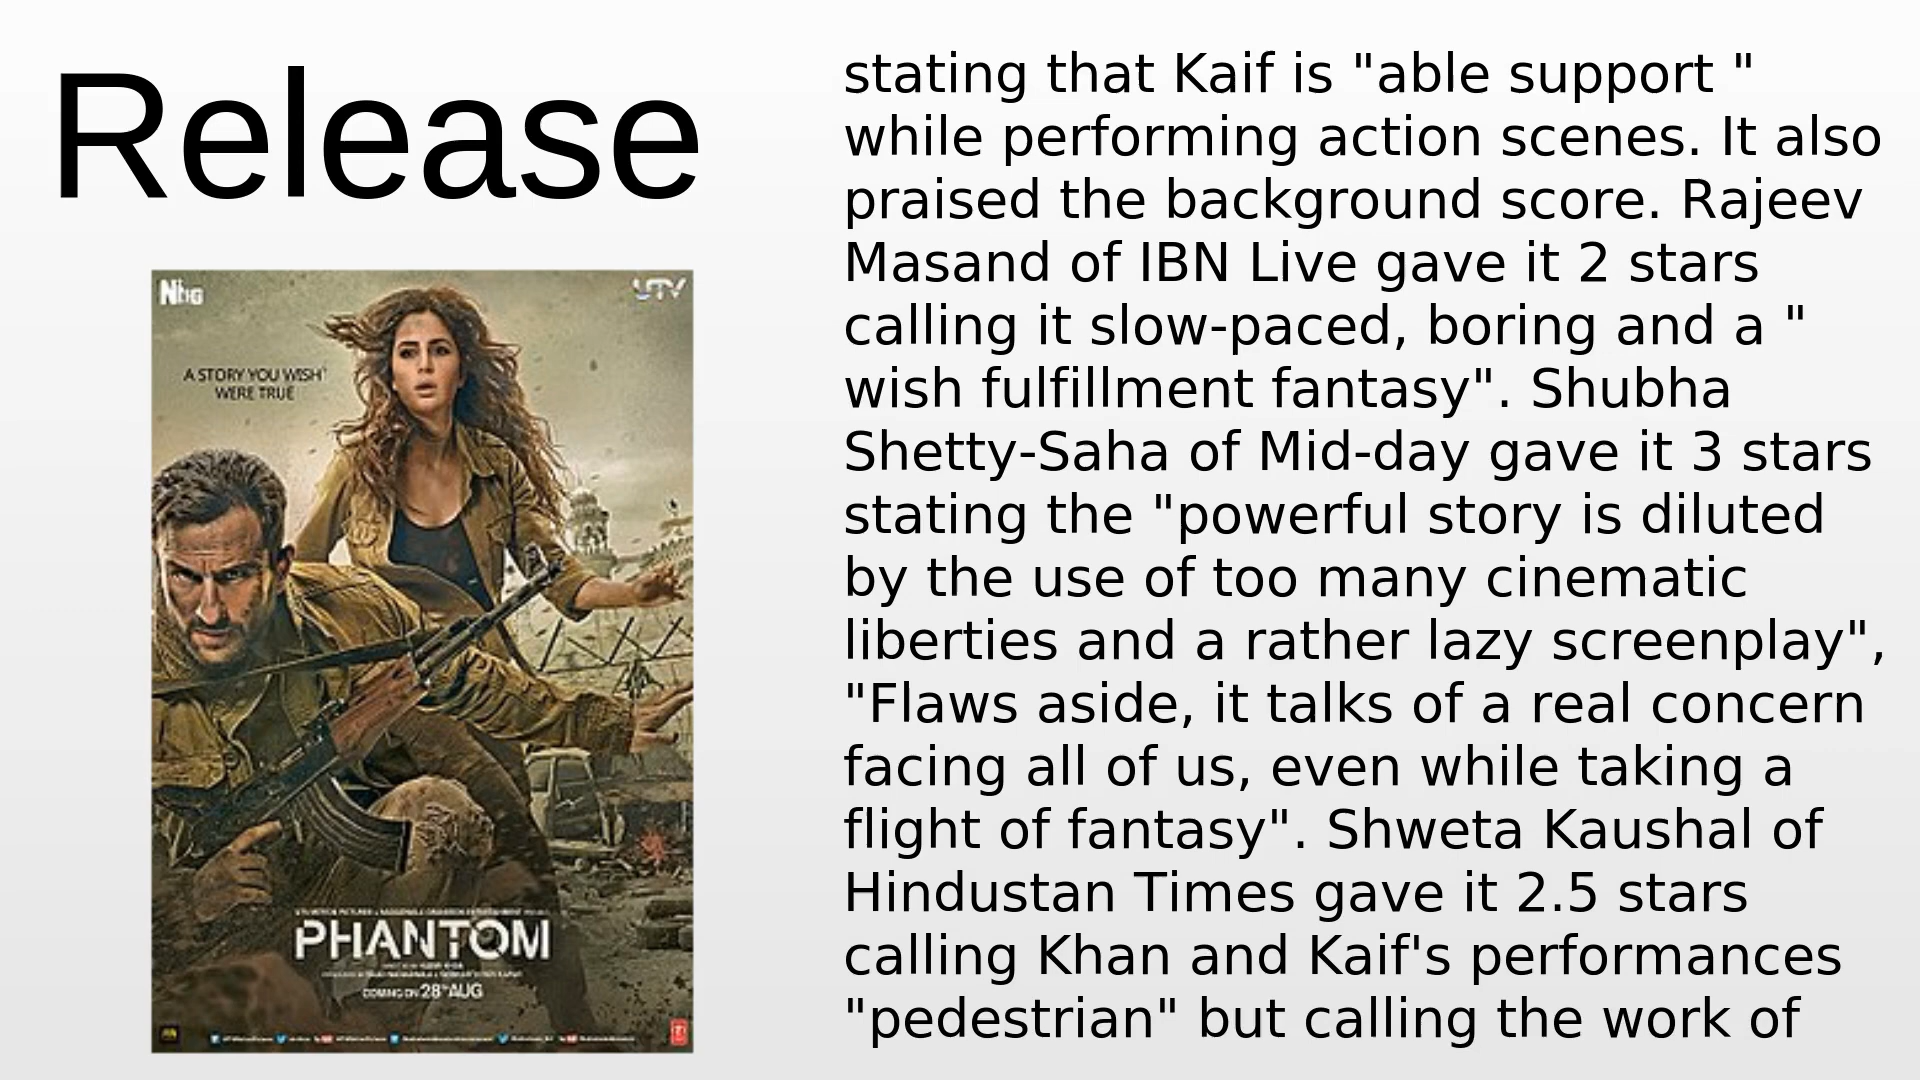 Release
stating that Kaif is "able support "
while performing action scenes. It also
praised the background score. Rajeev
Masand of IBN Live gave it 2 stars
calling it slow-paced, boring and a "
wish fulfillment fantasy". Shubha
Shetty-Saha of Mid-day gave it 3 stars
stating the "powerful story is diluted
by the use of too many cinematic
liberties and a rather lazy screenplay",
"Flaws aside, it talks of a real concern
facing all of us, even while taking a
flight of fantasy". Shweta Kaushal of
Hindustan Times gave it 2.5 stars
calling Khan and Kaif's performances
"pedestrian" but calling the work of
UTV
A STORY YOU WISH
WERE TRUE
PHANTOM
COMING ON 28TH AUG